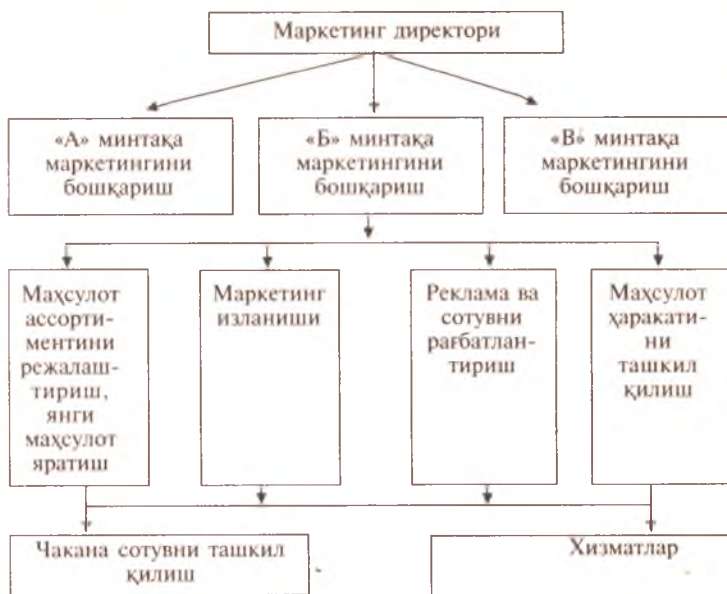 Маркетинг директори
«А» минтақа
маркетингини
бошқариш
«Б» минтақа
маркетингини
бошқариш
«В» минтақа
маркетингини
бошқариш
Маҳсулот
ассорти-
ментини
режалаш-
тириш,
янги
маҳсулот
яратиш
Маркетинг
изланиши
Реклама ва
сотувни
рағбатлан-
тириш
Маҳсулот
ҳаракати-
ни
ташкил
қилиш
Чакана сотувни ташкил
қилиш
Хизматлар